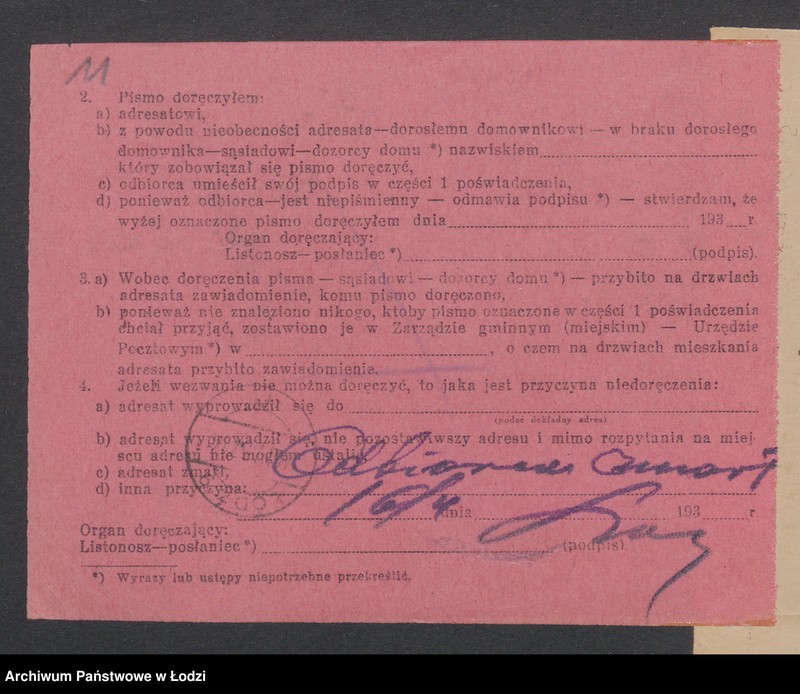 11
2. Pismo doręczyłem:
a) adresatowi,
b) z powodu nieobecności adresata—dorosłemu domownikowi — w braku dorosłego
domownika—sąsiadowi—dozorcy domu *) nazwiskiem
który zobowiązał się pismo doręczyć,
c) odbiorca umieścił swój podpis w części 1 poświadczenia,
d) ponieważ odbiorca—jest niepiśmienny — odmawia podpisu *) — stwierdzam, że
wyżej oznaczone pismo doręczyłem dnia 193 r.
Organ doręczający:
Listonosz—posłaniec *) (podpis).
3. a) Wobec doręczenia pisma — sąsiadowi — dozorcy domu *) — przybito na drzwiach
adresata zawiadomienie, komu pismo doręczono,
b) ponieważ nie znaleziono nikogo, ktoby pismo oznaczone w części 1 poświadczenia
chciał przyjąć, zostawiono je w Zarządzie gminnym (miejskim) — Urzędzie
Pocztowym *) w , o czem na drzwiach mieszkania
adresata przybito zawiadomienie.
4. Jeżeli wezwania nie można doręczyć, to jaka jest przyczyna niedoręczenia:
a) adresat wyprowadził się do
(podać dokładny adres)
b) adresat wyprowadził się, nie pozostawiwszy adresu i mimo rozpytania na miej
scu adresu nie mogłem ustalić,
c) adresat zmarł,
Odbiorca umarł
d) inna przyczyna:
16/4 dnia 193 r.
Organ doręczający:
Listonosz—posłaniec *) (podpis).
*) Wyrazy lub ustępy niepotrzebne przekreślić.
Archiwum Państwowe w Łodzi